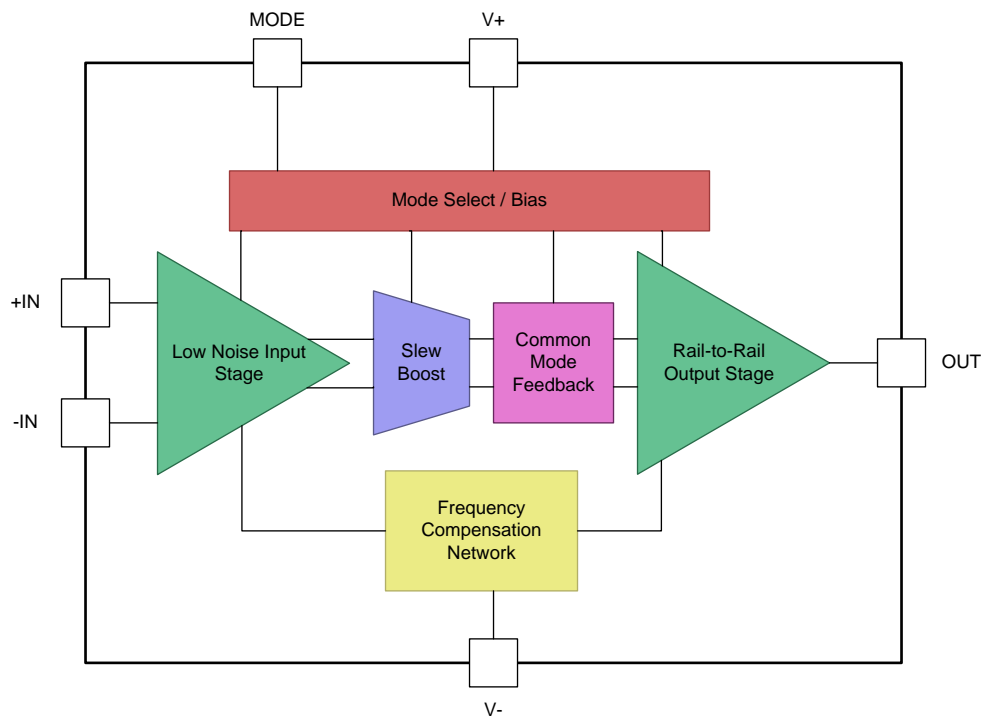 MODE
V+
Mode Select / Bias
+IN
-IN
Low Noise Input
Stage
Slew
Boost
Common
Mode
Feedback
Rail-to-Rail
Output Stage
OUT
Frequency
Compensation
Network
V-